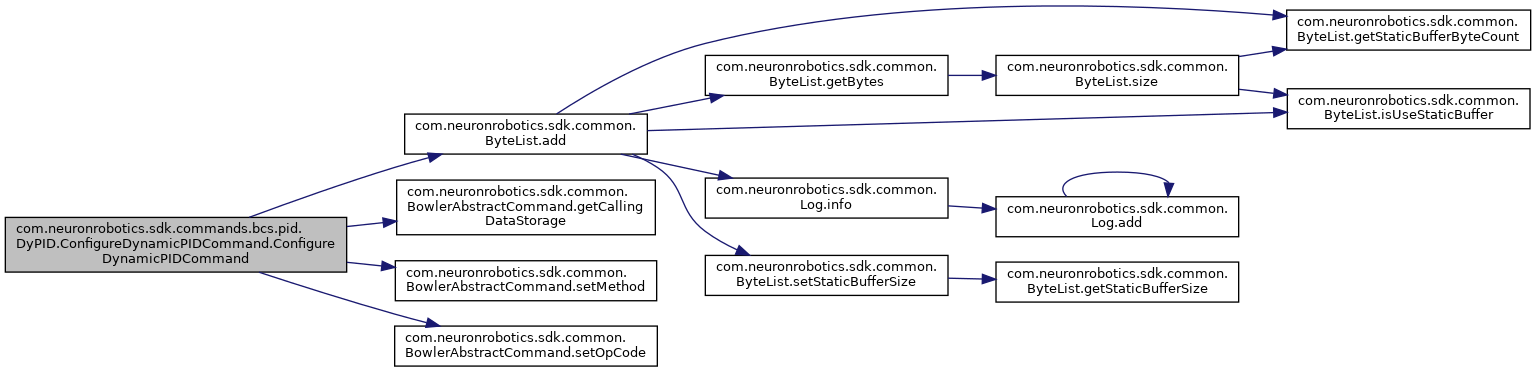 com.neuronrobotics.sdk.commands.bcs.pid.
DyPID.ConfigureDynamicPIDCommand.Configure
DynamicPIDCommand
com.neuronrobotics.sdk.common.
ByteList.add
com.neuronrobotics.sdk.common.
BowlerAbstractCommand.getCalling
DataStorage
com.neuronrobotics.sdk.common.
BowlerAbstractCommand.setMethod
com.neuronrobotics.sdk.common.
BowlerAbstractCommand.setOpCode
com.neuronrobotics.sdk.common.
ByteList.getBytes
com.neuronrobotics.sdk.common.
Log.info
com.neuronrobotics.sdk.common.
ByteList.setStaticBufferSize
com.neuronrobotics.sdk.common.
ByteList.size
com.neuronrobotics.sdk.common.
Log.add
com.neuronrobotics.sdk.common.
ByteList.getStaticBufferSize
com.neuronrobotics.sdk.common.
ByteList.getStaticBufferByteCount
com.neuronrobotics.sdk.common.
ByteList.isUseStaticBuffer